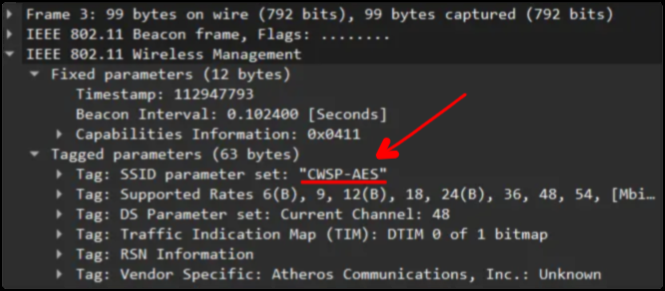 Frame 3: 99 bytes on wire (792 bits), 99 bytes captured (792 bits)
IEEE 802.11 Beacon frame, Flags: ........
IEEE 802.11 Wireless Management
Fixed parameters (12 bytes)
Timestamp: 112947793
Beacon Interval: 0.102400 [Seconds]
Capabilities Information: 0x0411
Tagged parameters (63 bytes)
Tag: SSID parameter set: "CWSP-AES"
Tag: Supported Rates 6(B), 9, 12(B), 18, 24(B), 36, 48, 54, [Mbi…
Tag: DS Parameter set: Current Channel: 48
Tag: Traffic Indication Map (TIM): DTIM 0 of 1 bitmap
Tag: RSN Information
Tag: Vendor Specific: Atheros Communications, Inc.: Unknown